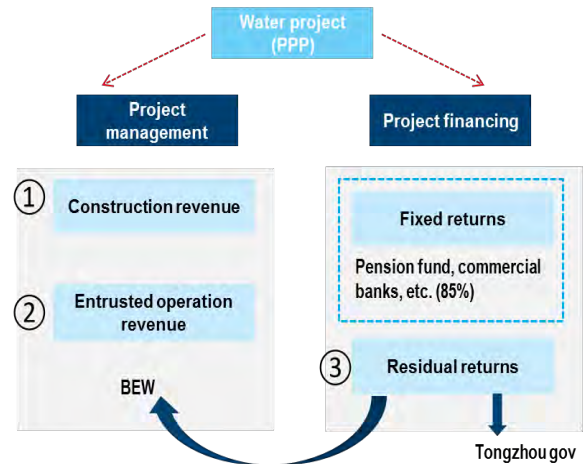 Water project
(PPP)
Project
management
Project financing
①
Construction revenue
②
Entrusted operation
revenue
BEW
Fixed returns
Pension fund, commercial
banks, etc. (85%)
③
Residual returns
Tongzhou gov